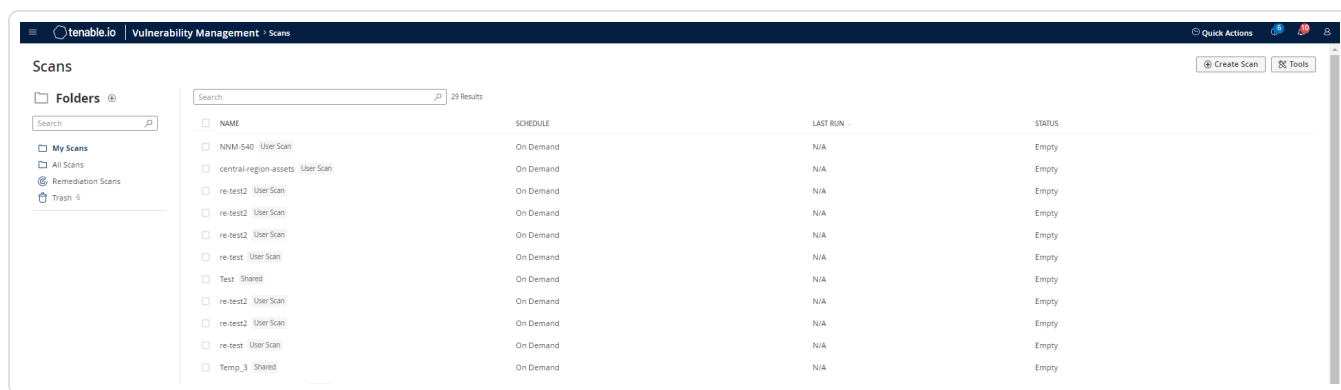 tenable.io Vulnerability Management > Scans Quick Actions 6 10
Scans Create Scan Tools
Folders
Search
My Scans
All Scans
Remediation Scans
Trash 6
Search 29 Results
NAME SCHEDULE LAST RUN STATUS
NNM-540 User Scan On Demand N/A Empty
central-region-assets User Scan On Demand N/A Empty
re-test2 User Scan On Demand N/A Empty
re-test2 User Scan On Demand N/A Empty
re-test2 User Scan On Demand N/A Empty
re-test User Scan On Demand N/A Empty
Test Shared On Demand N/A Empty
re-test2 User Scan On Demand N/A Empty
re-test2 User Scan On Demand N/A Empty
re-test User Scan On Demand N/A Empty
Temp_3 Shared On Demand N/A Empty